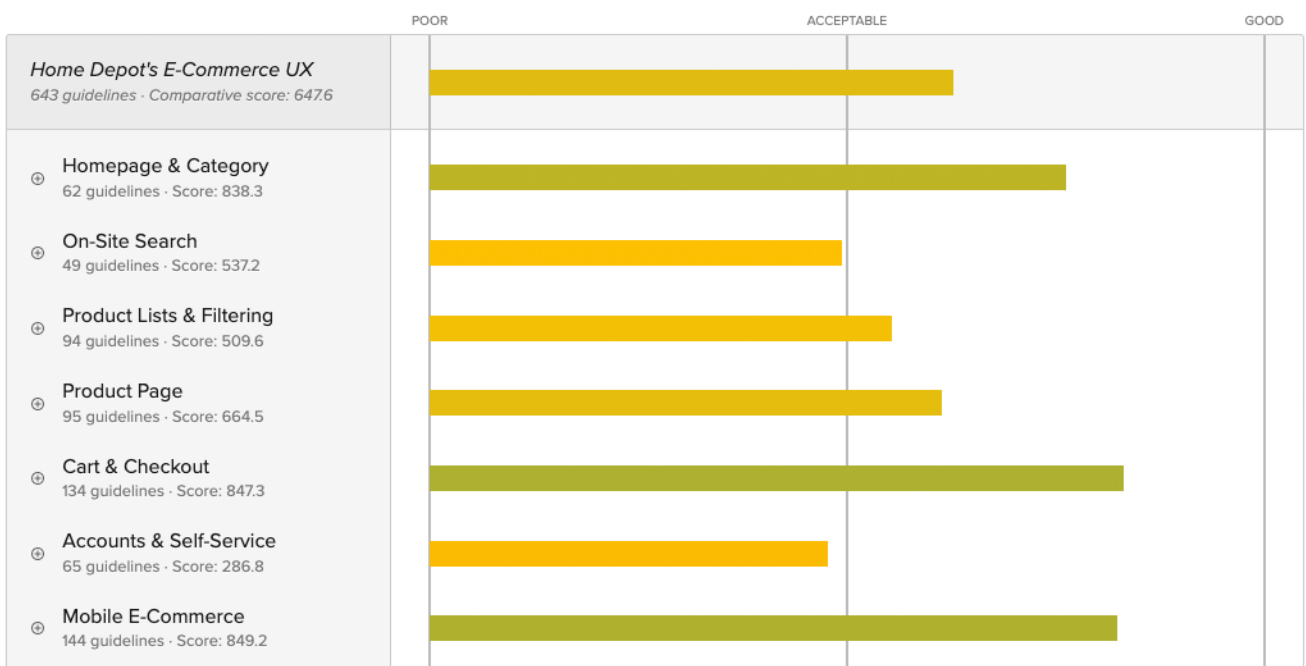 POOR ACCEPTABLE GOOD
Home Depot's E-Commerce UX
643 guidelines · Comparative score: 647.6
Homepage & Category
62 guidelines · Score: 838.3
On-Site Search
49 guidelines · Score: 537.2
Product Lists & Filtering
94 guidelines · Score: 509.6
Product Page
95 guidelines · Score: 664.5
Cart & Checkout
134 guidelines · Score: 847.3
Accounts & Self-Service
65 guidelines · Score: 286.8
Mobile E-Commerce
144 guidelines · Score: 849.2